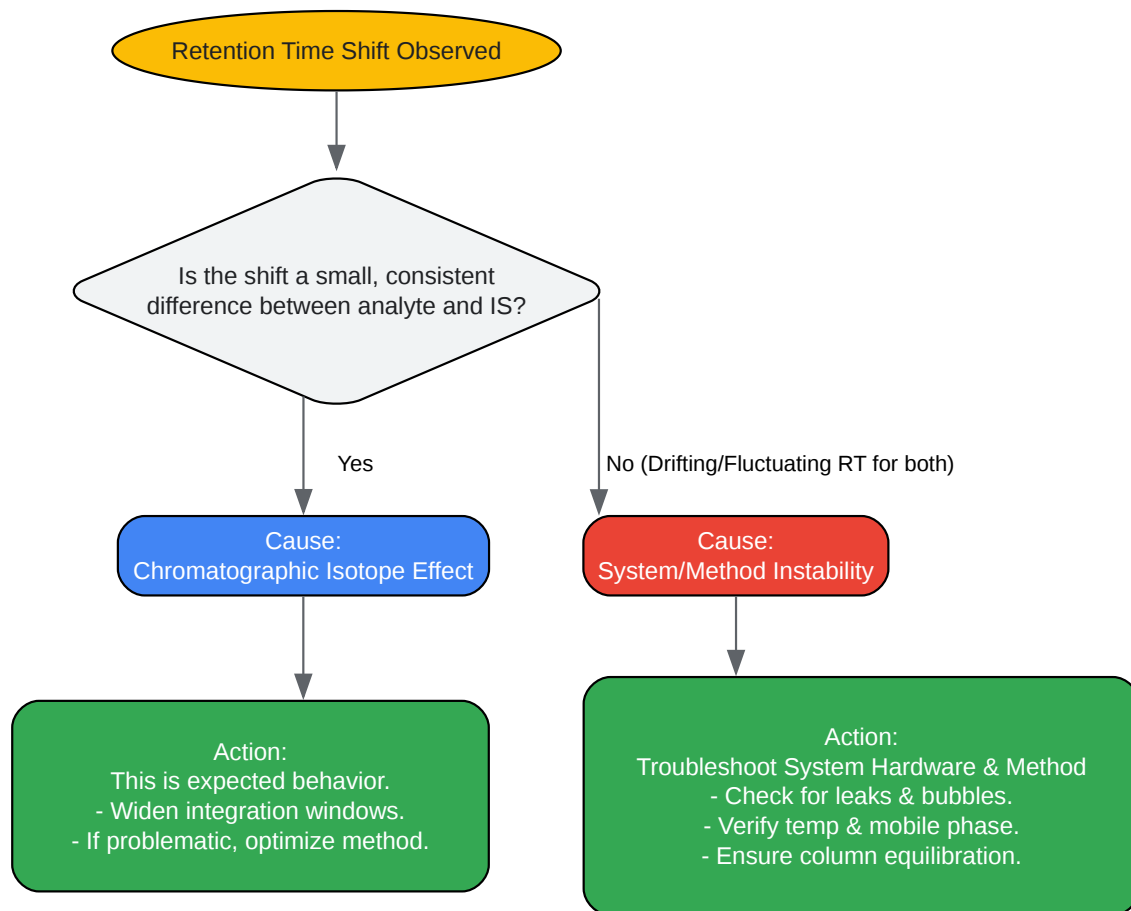 Retention Time Shift Observed
Is the shift a small, consistent
difference between analyte and IS?
Yes
No (Drifting/Fluctuating RT for both)
Cause:
Chromatographic Isotope Effect
Cause:
System/Method Instability
Action:
This is expected behavior.
- Widen integration windows.
- If problematic, optimize method.
Action:
Troubleshoot System Hardware & Method
- Check for leaks & bubbles.
- Verify temp & mobile phase.
- Ensure column equilibration.